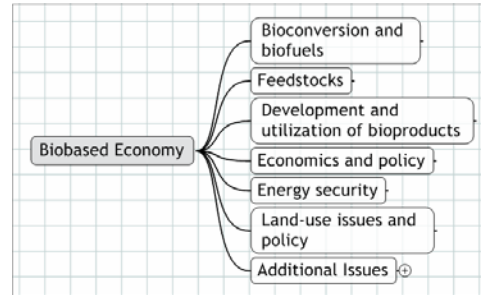 Biobased Economy
Bioconversion and
biofuels
Feedstocks
Development and
utilization of bioproducts
Economics and policy
Energy security
Land-use issues and
policy
Additional Issues